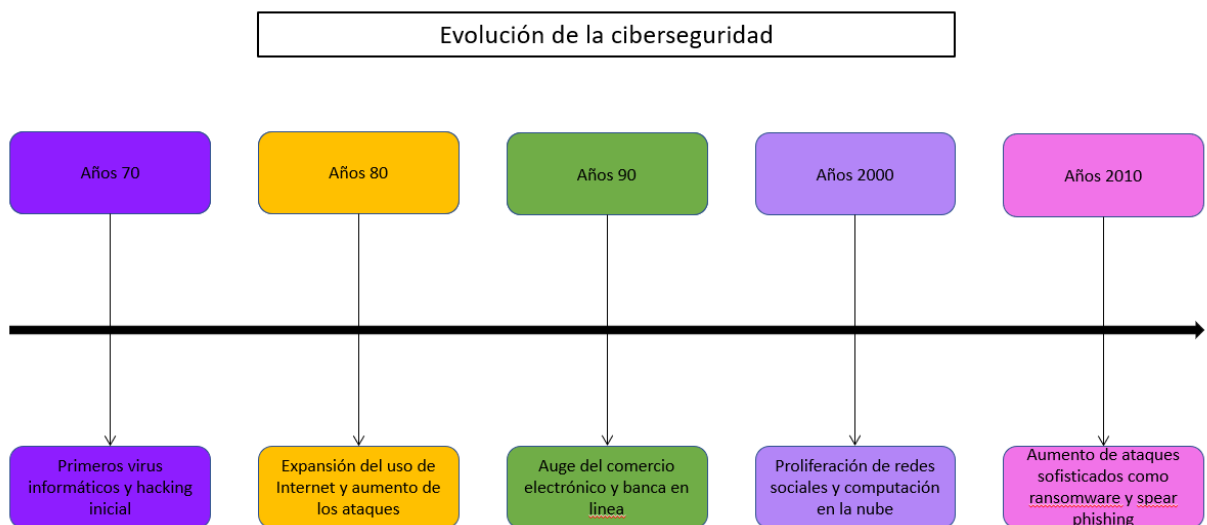 Evolución de la ciberseguridad
Años 70
Años 80
Años 90
Años 2000
Años 2010
Primeros virus
informáticos y hacking
inicial
Expansión del uso de
Internet y aumento de
los ataques
Auge del comercio
electrónico y banca en
linea
Proliferación de redes
sociales y computación
en la nube
Aumento de ataques
sofisticados como
ransomware y spear
phishing